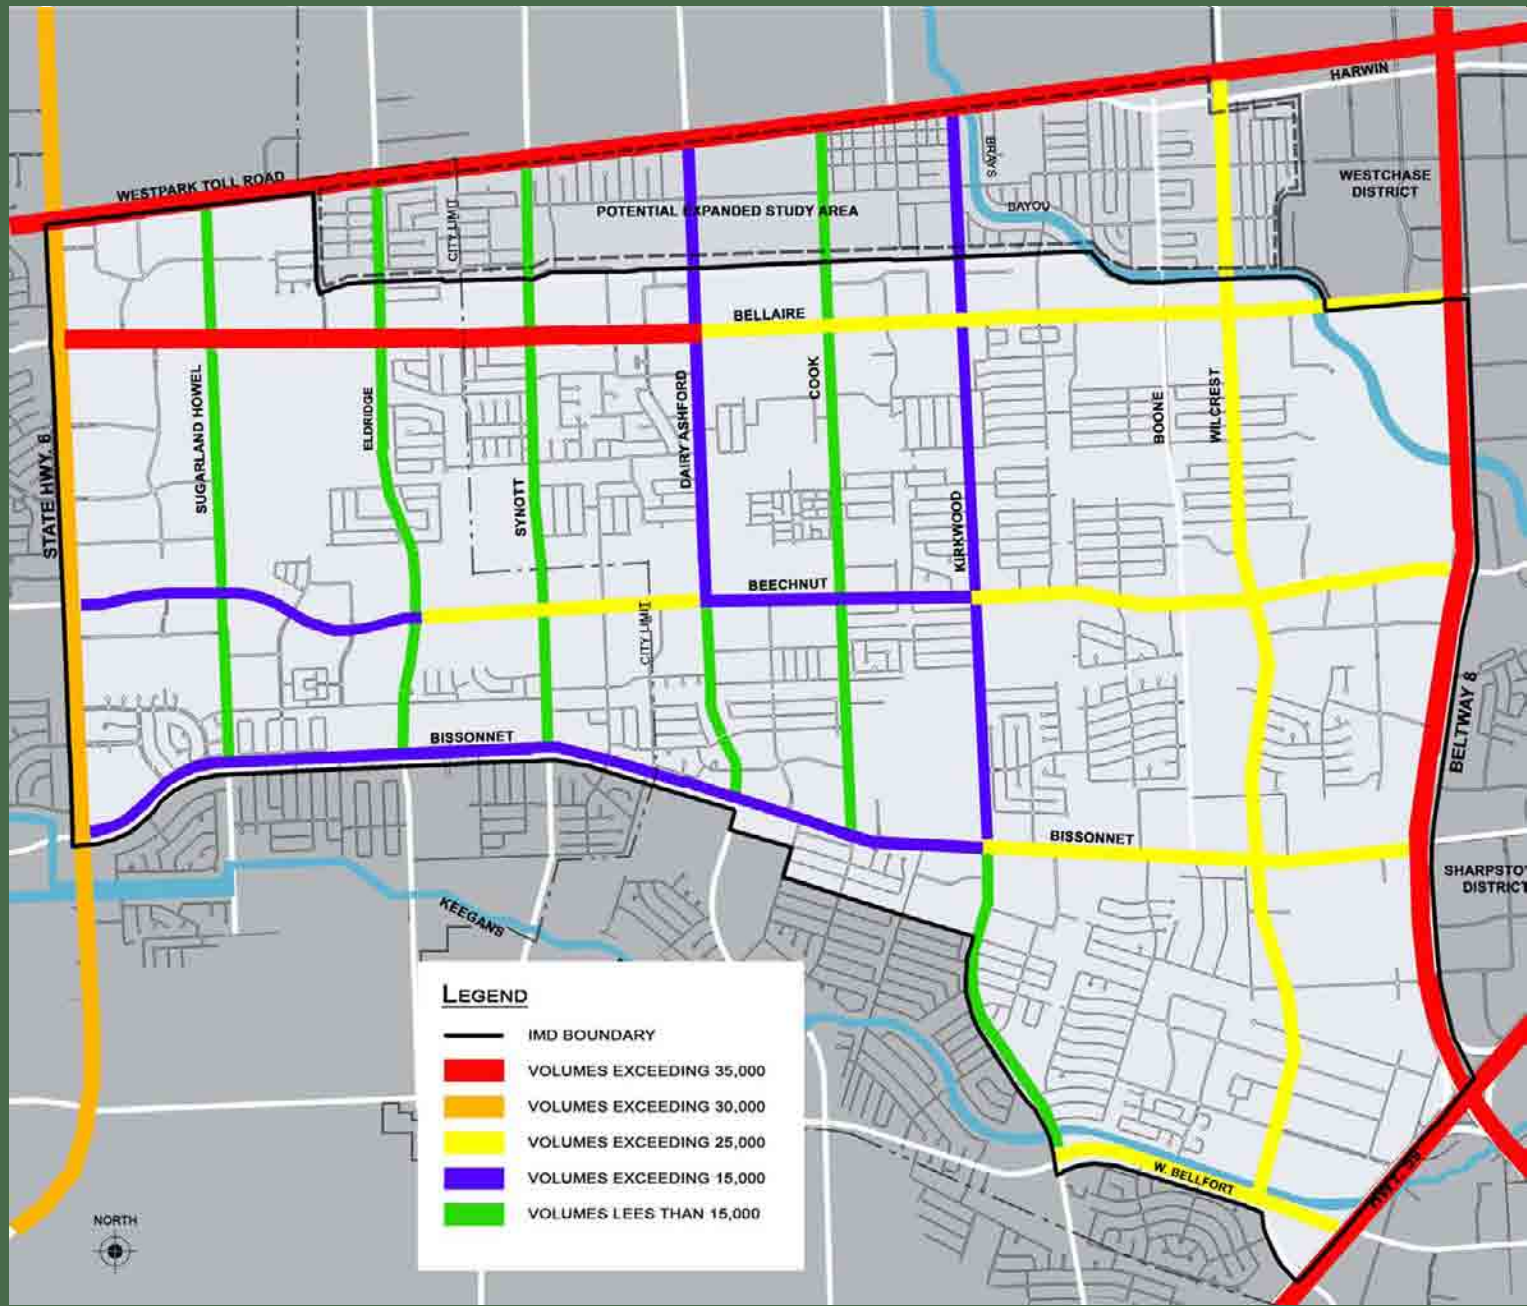 HARWIN
WESTPARK TOLL ROAD
WESTCHASE
DISTRICT
BRAYS
BAYOU
CITY LIMIT
POTENTIAL EXPANDED STUDY AREA
BELLAIRE
STATE HWY. 6
SUGARLAND HOWEL
ELDRIDGE
SYNOTT
DAIRY ASHFORD
COOK
KIRKWOOD
BOONE
WILCREST
BEECHNUT
CITY LIMIT
BELTWAY 8
BISSONNET
BISSONNET
SHARPSTO
DISTRICT
KEEGANS
LEGEND
IMD BOUNDARY
VOLUMES EXCEEDING 35,000
VOLUMES EXCEEDING 30,000
VOLUMES EXCEEDING 25,000
VOLUMES EXCEEDING 15,000
VOLUMES LEES THAN 15,000
W. BELLFORT
NORTH